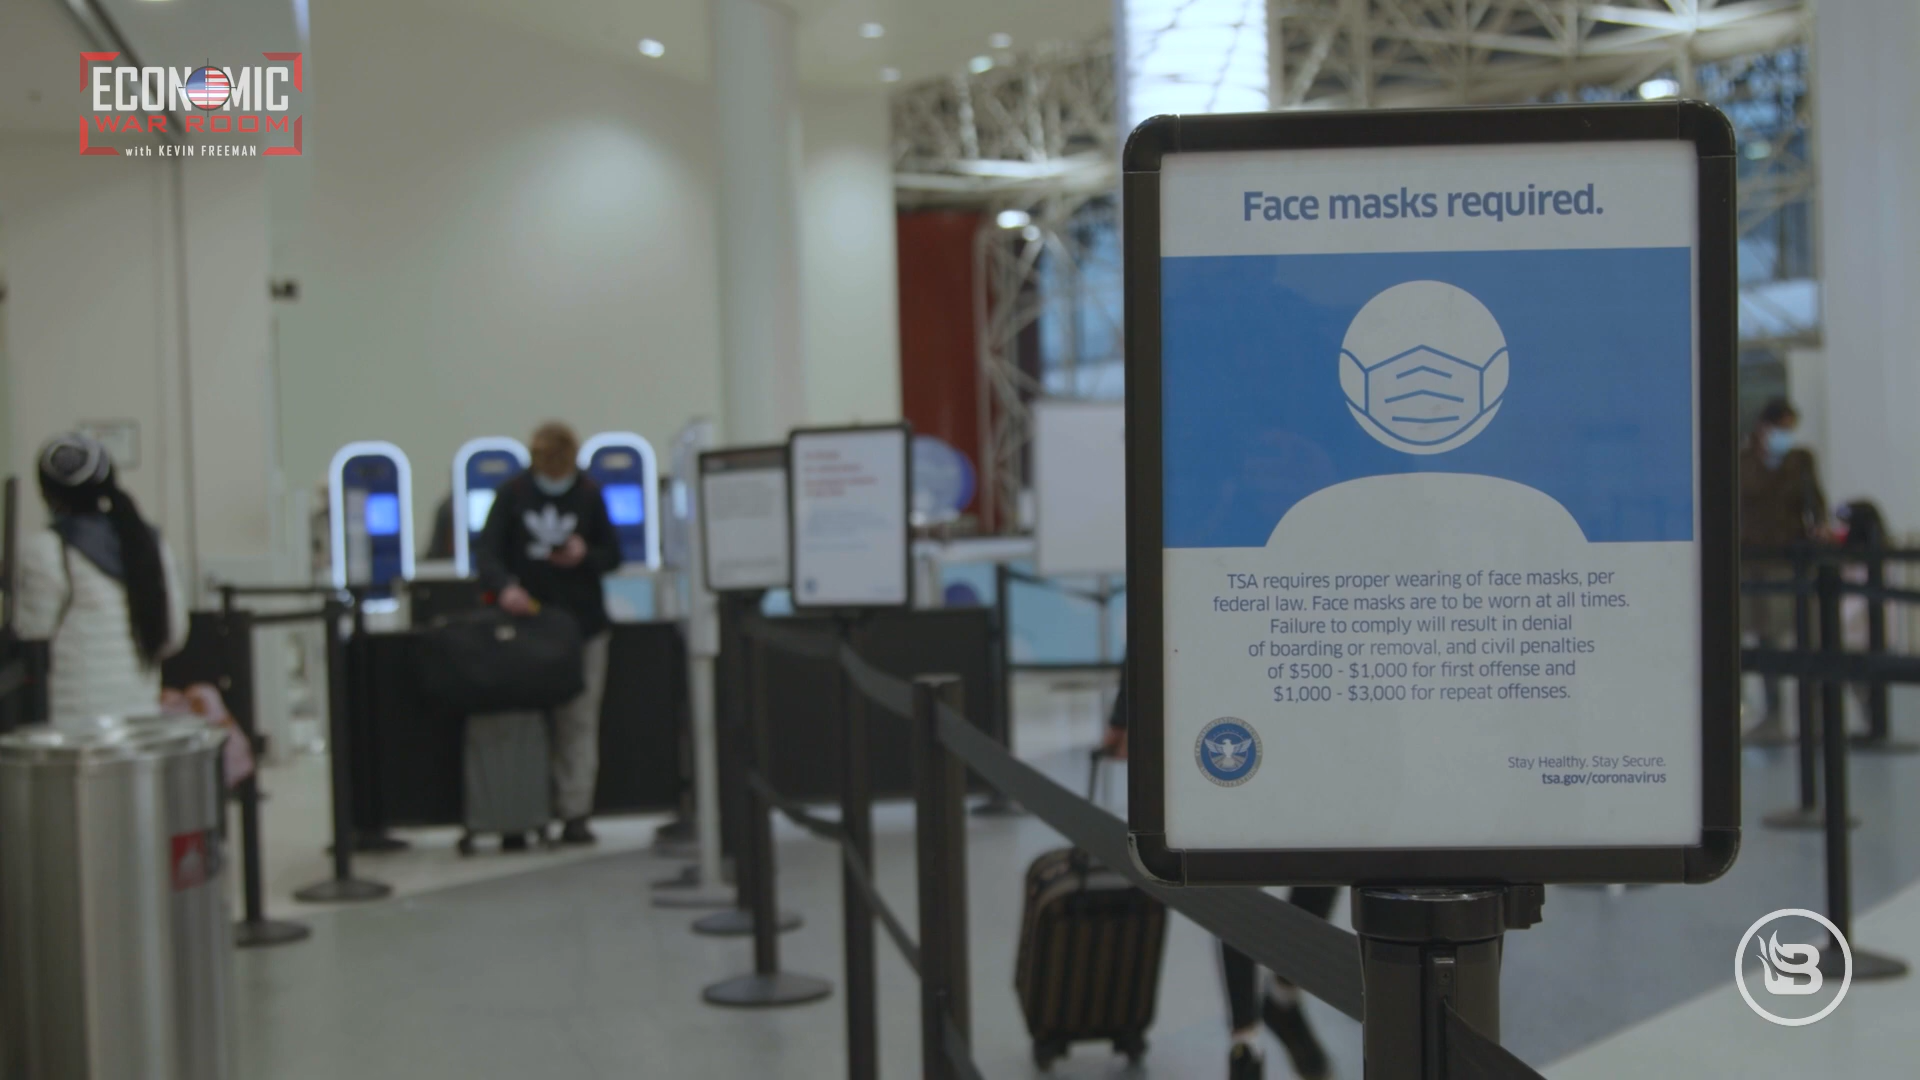 ECONOMIC
WAR ROOM
with KEVIN FREEMAN
Face masks required.
TSA requires proper wearing of face masks, per
federal law. Face masks are to be worn at all times.
Failure to comply will result in denial
of boarding or removal, and civil penalties
of $500 - $1,000 for first offense and
$1,000 - $3,000 for repeat offenses.
Stay Healthy. Stay Secure.
tsa.gov/coronavirus
B